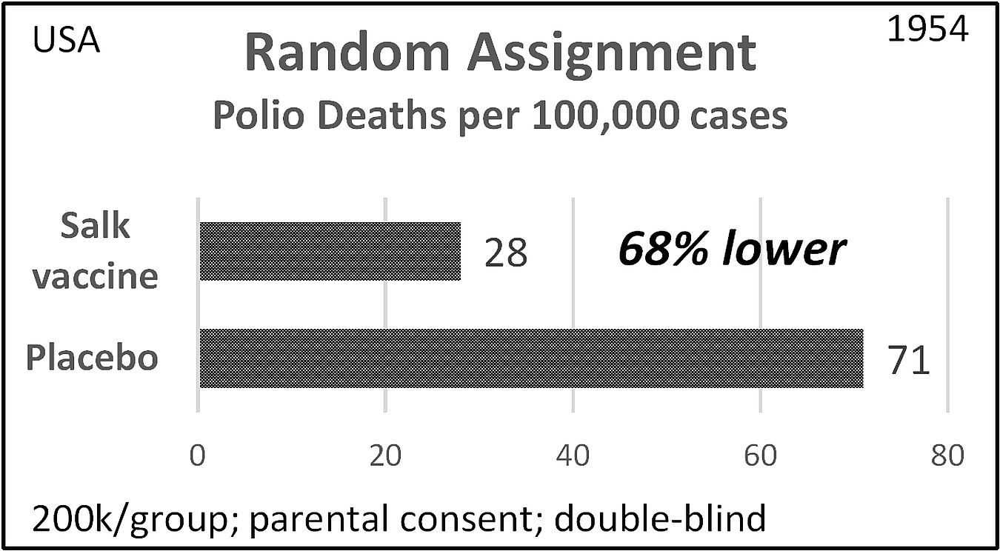 USA
1954
Random Assignment
Polio Deaths per 100,000 cases
Salk
vaccine
28
68% lower
Placebo
71
0 20 40 60 80
200k/group; parental consent; double-blind